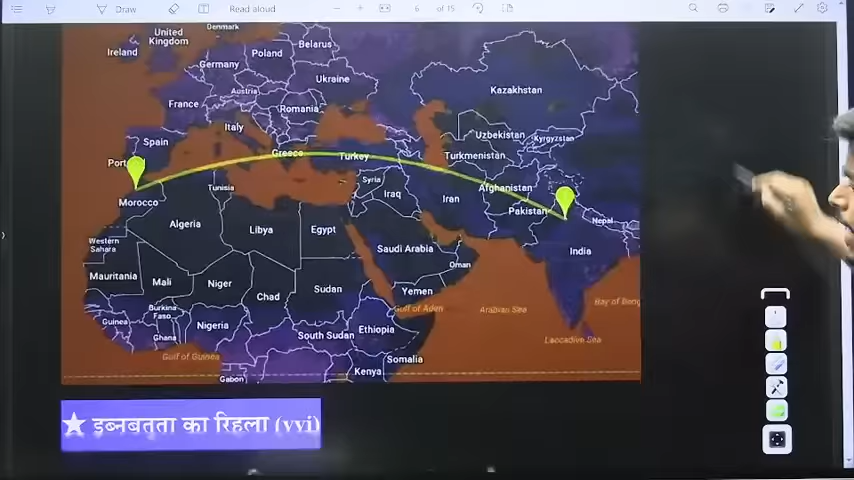 Draw
Read aloud
6 of 15
Denmark
United
Kingdom
Ireland
Belarus
Poland
Germany
Ukraine
Kazakhstan
Austria
France
Romania
Italy
Uzbekistan
Kyrgyzstan
Spain
Greece
Turkey
Turkmenistan
Port
Syria
Afghanistan
Tunisia
Iraq
Iran
Morocco
Pakistan
Nepal
Algeria
Libya
Egypt
Western
Sahara
Saudi Arabia
India
Oman
Mauritania
Mali
Niger
Chad
Sudan
Yemen
Bay of Beng
Burkina
Faso
Gulf of Aden
Arabian Sea
Guinea
Nigeria
Ghana
South Sudan
Ethiopia
Laccadive Sea
Gulf of Guinea
Somalia
Gabon
Kenya
★ इब्नबतूता का रिहला (vvi)